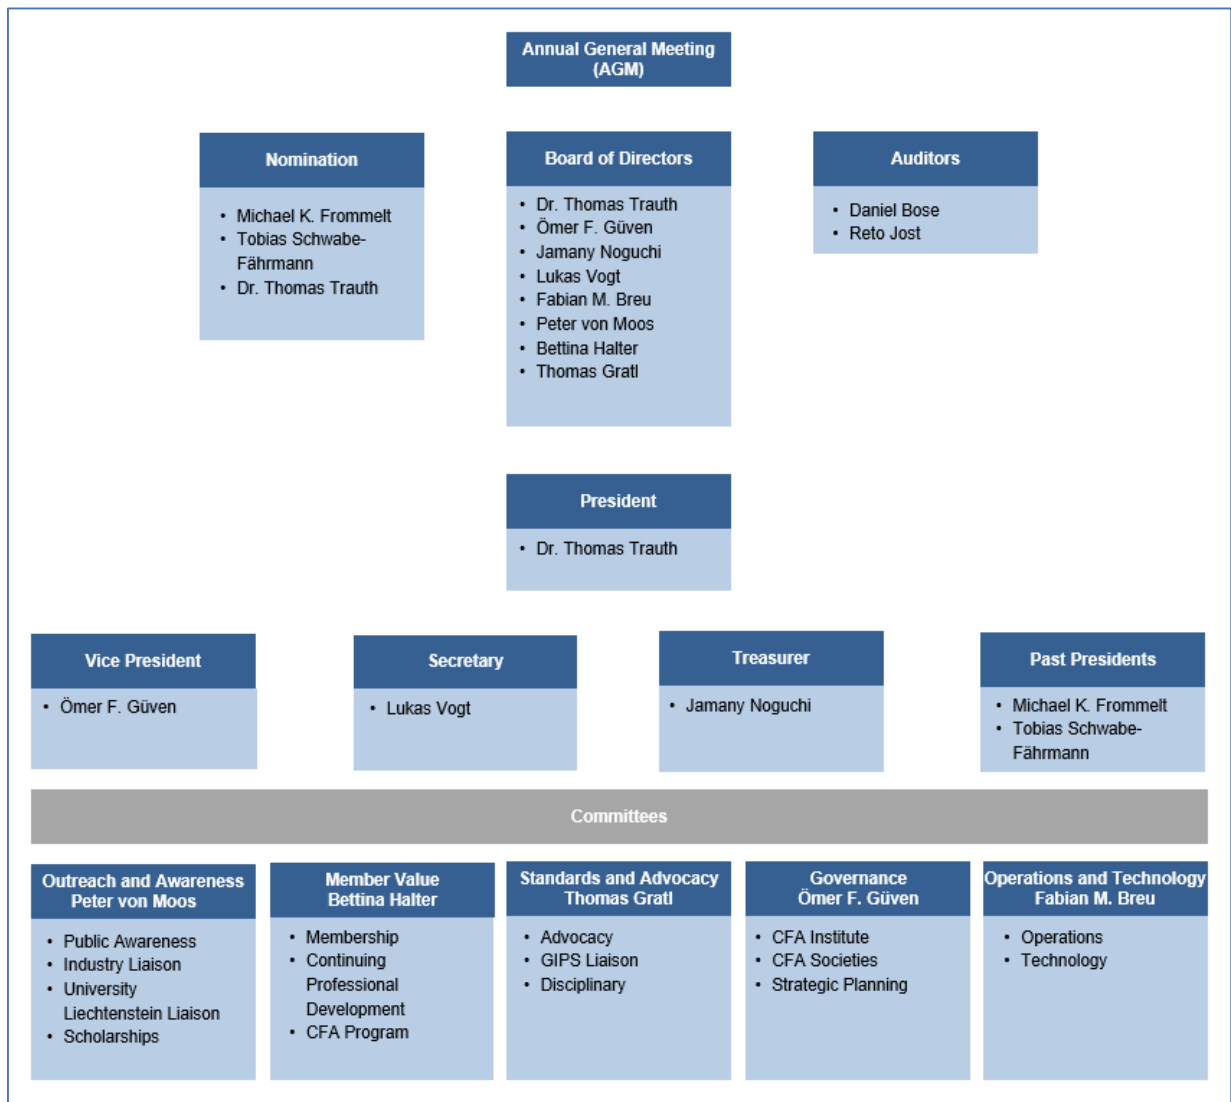 Annual General Meeting
(AGM)
Nomination
• Michael K. Frommelt
• Tobias Schwabe-
Fährmann
• Dr. Thomas Trauth
Board of Directors
• Dr. Thomas Trauth
• Ömer F. Güven
• Jamany Noguchi
• Lukas Vogt
• Fabian M. Breu
• Peter von Moos
• Bettina Halter
• Thomas Gratl
Auditors
• Daniel Bose
• Reto Jost
President
• Dr. Thomas Trauth
Vice President
• Ömer F. Güven
Secretary
• Lukas Vogt
Treasurer
• Jamany Noguchi
Past Presidents
• Michael K. Frommelt
• Tobias Schwabe-
Fährmann
Committees
Outreach and Awareness
Peter von Moos
• Public Awareness
• Industry Liaison
• University
Liechtenstein Liaison
• Scholarships
Member Value
Bettina Halter
• Membership
• Continuing
Professional
Development
• CFA Program
Standards and Advocacy
Thomas Gratl
• Advocacy
• GIPS Liaison
• Disciplinary
Governance
Ömer F. Güven
• CFA Institute
• CFA Societies
• Strategic Planning
Operations and Technology
Fabian M. Breu
• Operations
• Technology